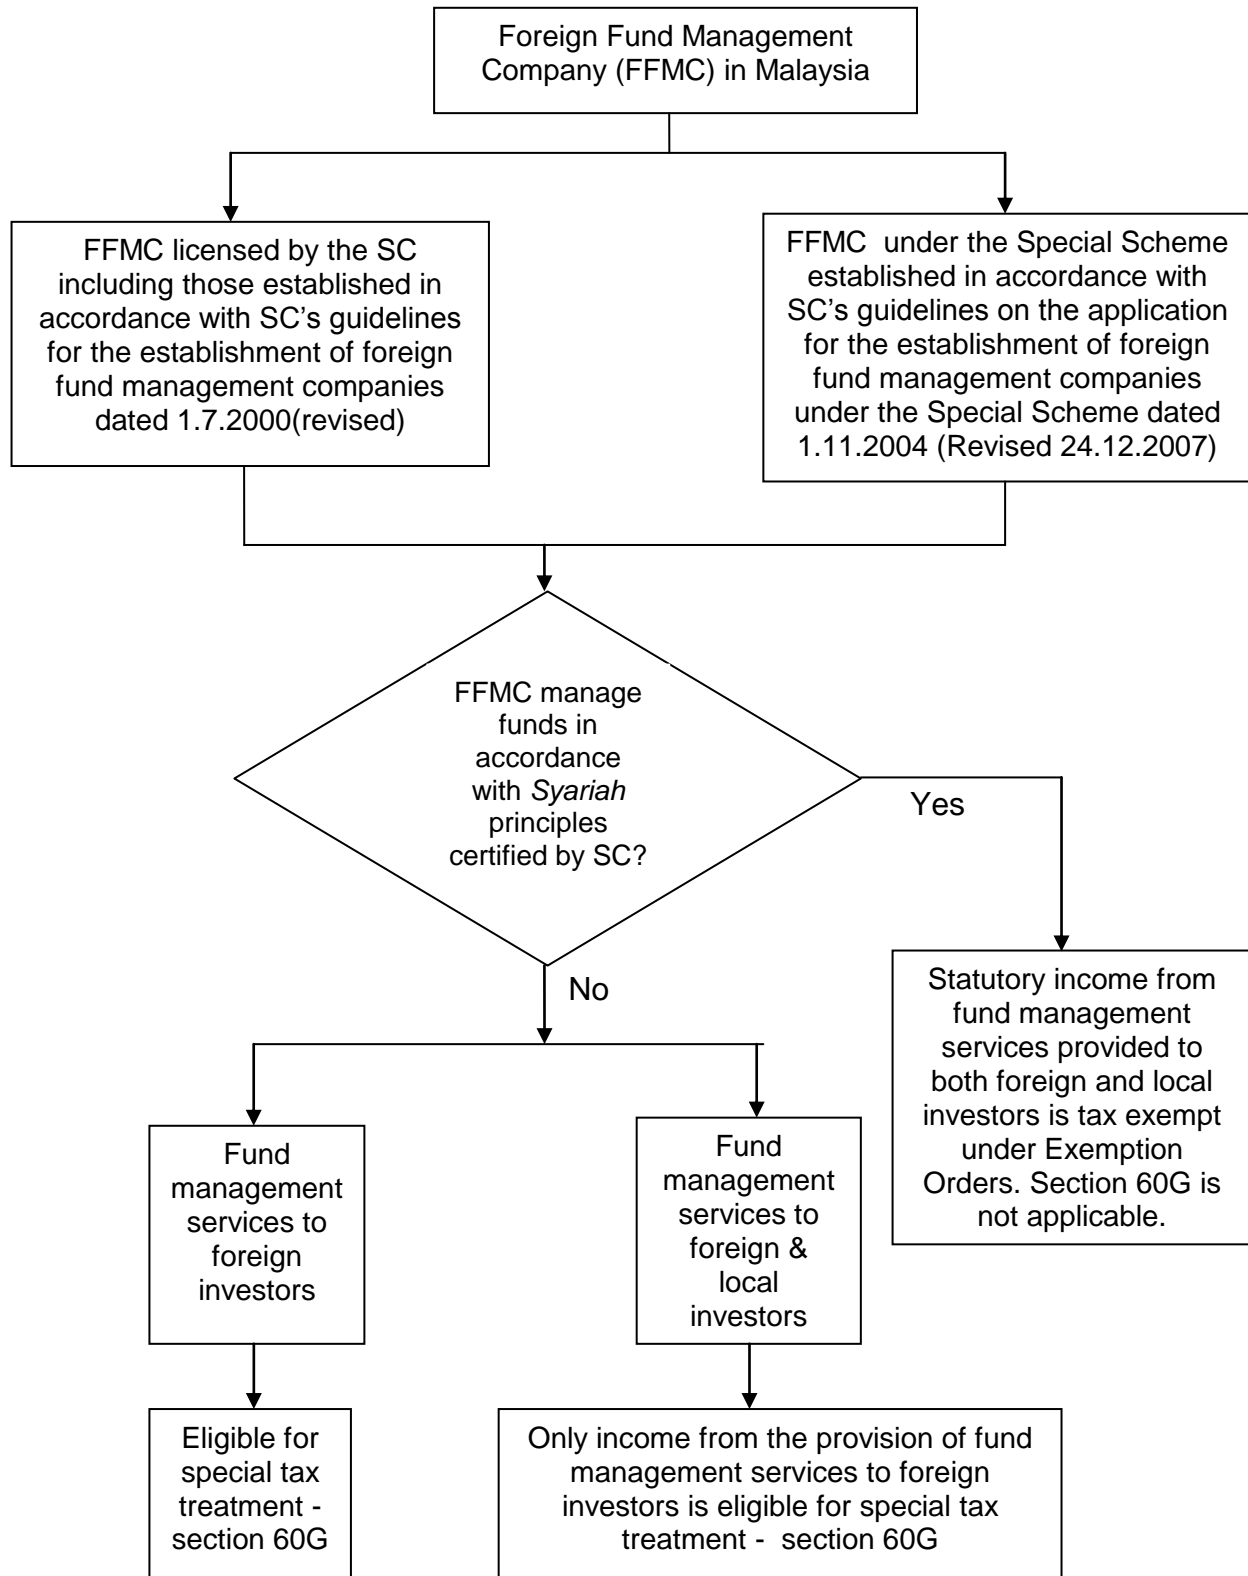 Foreign Fund Management
Company (FFMC) in Malaysia
FFMC licensed by the SC
including those established in
accordance with SC's guidelines
for the establishment of foreign
fund management companies
dated 1.7.2000(revised)
FFMC under the Special Scheme
established in accordance with
SC's guidelines on the application
for the establishment of foreign
fund management companies
under the Special Scheme dated
1.11.2004 (Revised 24.12.2007)
FFMC manage
funds in
accordance
with Syariah
principles
certified by SC?
Yes
No
Statutory income from
fund management
services provided to
both foreign and local
investors is tax exempt
under Exemption
Orders. Section 60G is
not applicable.
Fund
management
services to
foreign
investors
Fund
management
services to
foreign &
local
investors
Eligible for
special tax
treatment -
section 60G
Only income from the provision of fund
management services to foreign
investors is eligible for special tax
treatment - section 60G